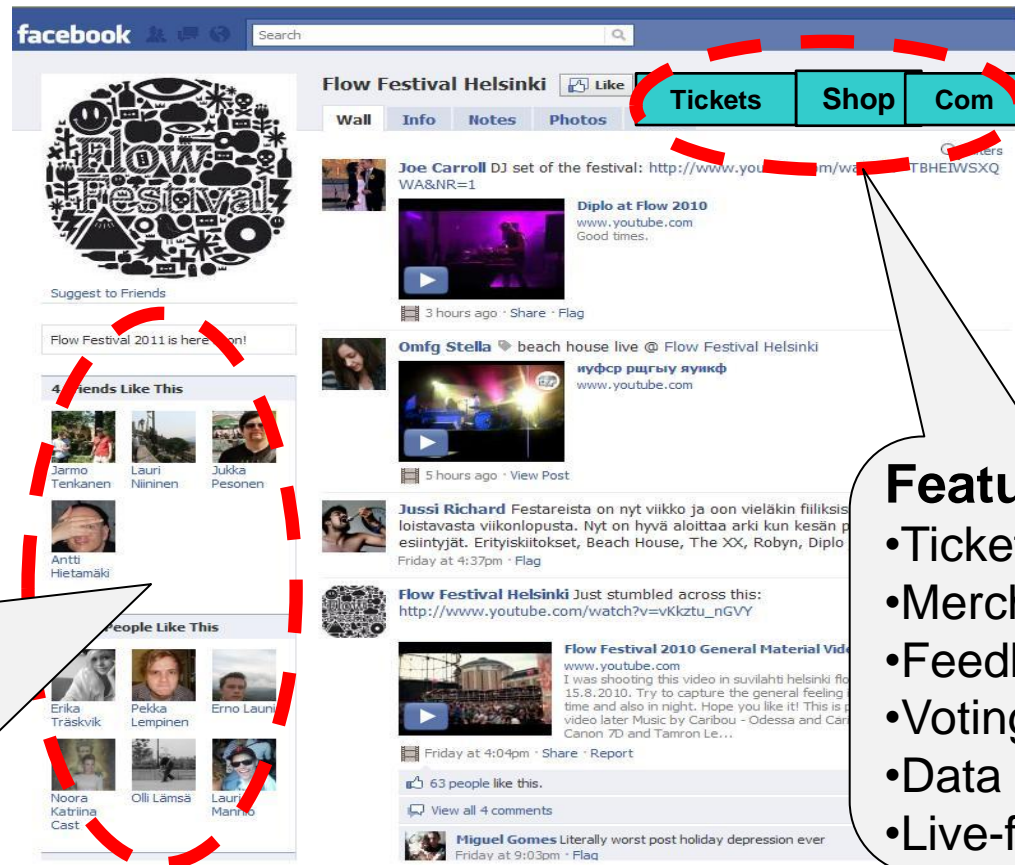 facebook
Search
Flow Festival Helsinki
Like
Tickets
Shop
Com
Wall
Info
Notes
Photos
Flow
Festival
Suggest to Friends
Flow Festival 2011 is here
4 Friends Like This
Jarmo Tenkanen
Lauri Niininen
Jukka Pesonen
Antti Hietamäki
People Like This
Erika Träskvik
Pekka Lempinen
Erno Launi
Noora Katriina Cast
Olli Lämsä
Lauri Mannio
Joe Carroll DJ set of the festival: http://www.you
TBHEIWSXQ
WA&NR=1
Diplo at Flow 2010
www.youtube.com
Good times.
3 hours ago · Share · Flag
Omfg Stella beach house live @ Flow Festival Helsinki
иуфср рщгыу яуикф
www.youtube.com
5 hours ago · View Post
Jussi Richard Festareista on nyt viikko ja oon vieläkin fiiliksis
loistavasta viikonlopusta. Nyt on hyvä aloittaa arki kun kesän p
esiintyjät. Erityiskiitokset, Beach House, The XX, Robyn, Diplo
Friday at 4:37pm · Flag
Flow Festival Helsinki Just stumbled across this:
http://www.youtube.com/watch?v=vKkztu_nGVY
Flow Festival 2010 General Material Vide
www.youtube.com
I was shooting this video in suvilahti helsinki flo
15.8.2010. Try to capture the general feeling
time and also in night. Hope you like it! This is p
video later Music by Caribou - Odessa and Cari
Canon 7D and Tamron Le...
Friday at 4:04pm · Share · Report
63 people like this.
View all 4 comments
Miguel Gomes Literally worst post holiday depression ever
Friday at 9:03pm · Flag
Featu
•Ticke
•Merch
•Feedl
•Voting
•Data
•Live-f